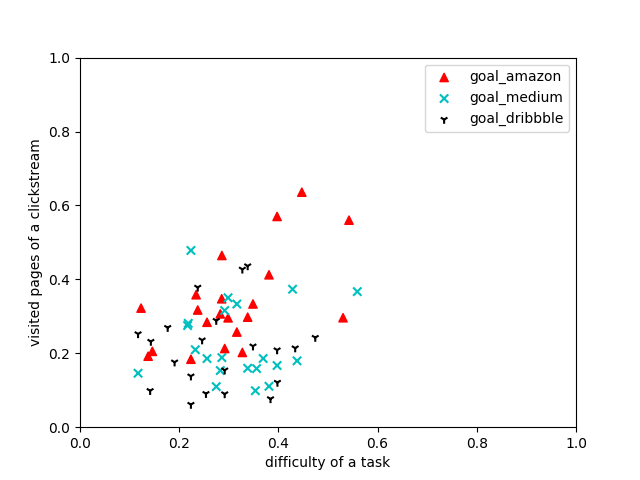 1.0
0.8
0.6
0.4
0.2
0.0
visited pages of a clickstream
goal_amazon
goal_medium
goal_dribbble
0.0 0.2 0.4 0.6 0.8 1.0
difficulty of a task